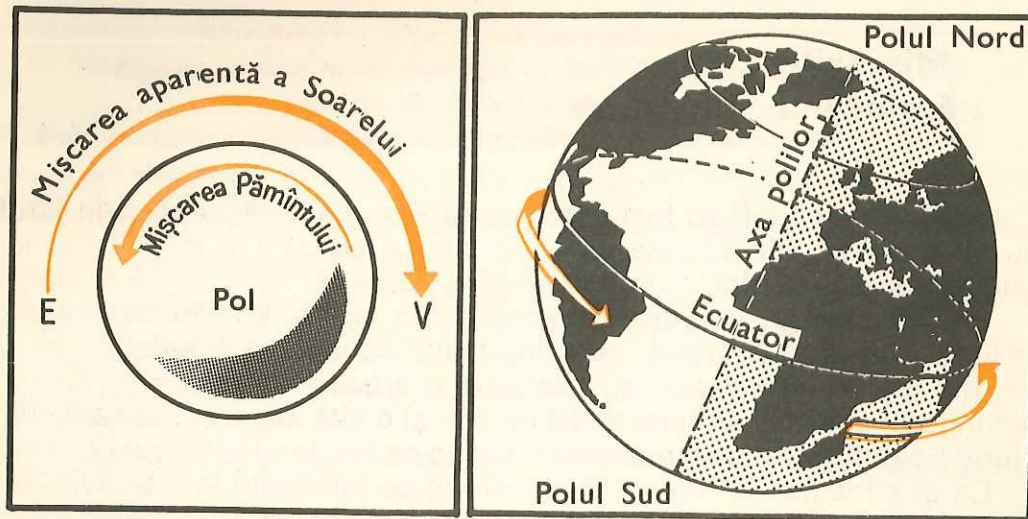 Mișcarea aparentă a Soarelui
Mișcarea Pămîntului
E
Pol
V
Polul Nord
Axa polilor
Ecuator
Polul Sud